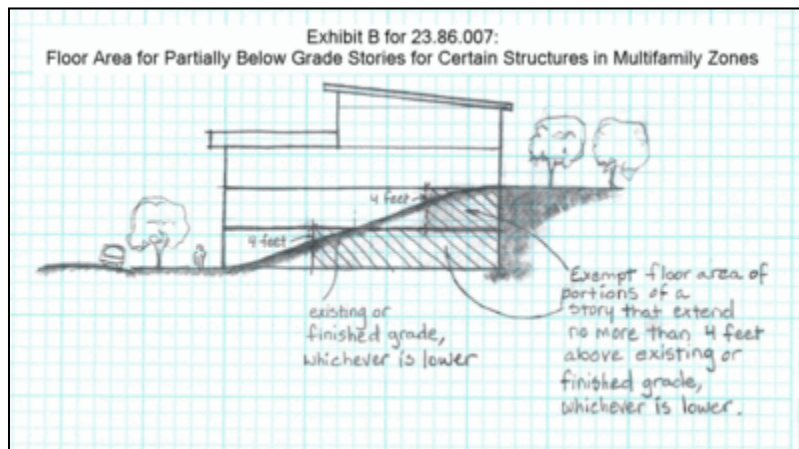 Exhibit B for 23.86.007:
Floor Area for Partially Below Grade Stories for Certain Structures in Multifamily Zones
4 feet
4 feet
existing or
finished grade,
whichever is lower
Exempt floor area of
portions of a
story that extend
no more than 4 feet
above existing or
finished grade,
whichever is lower.